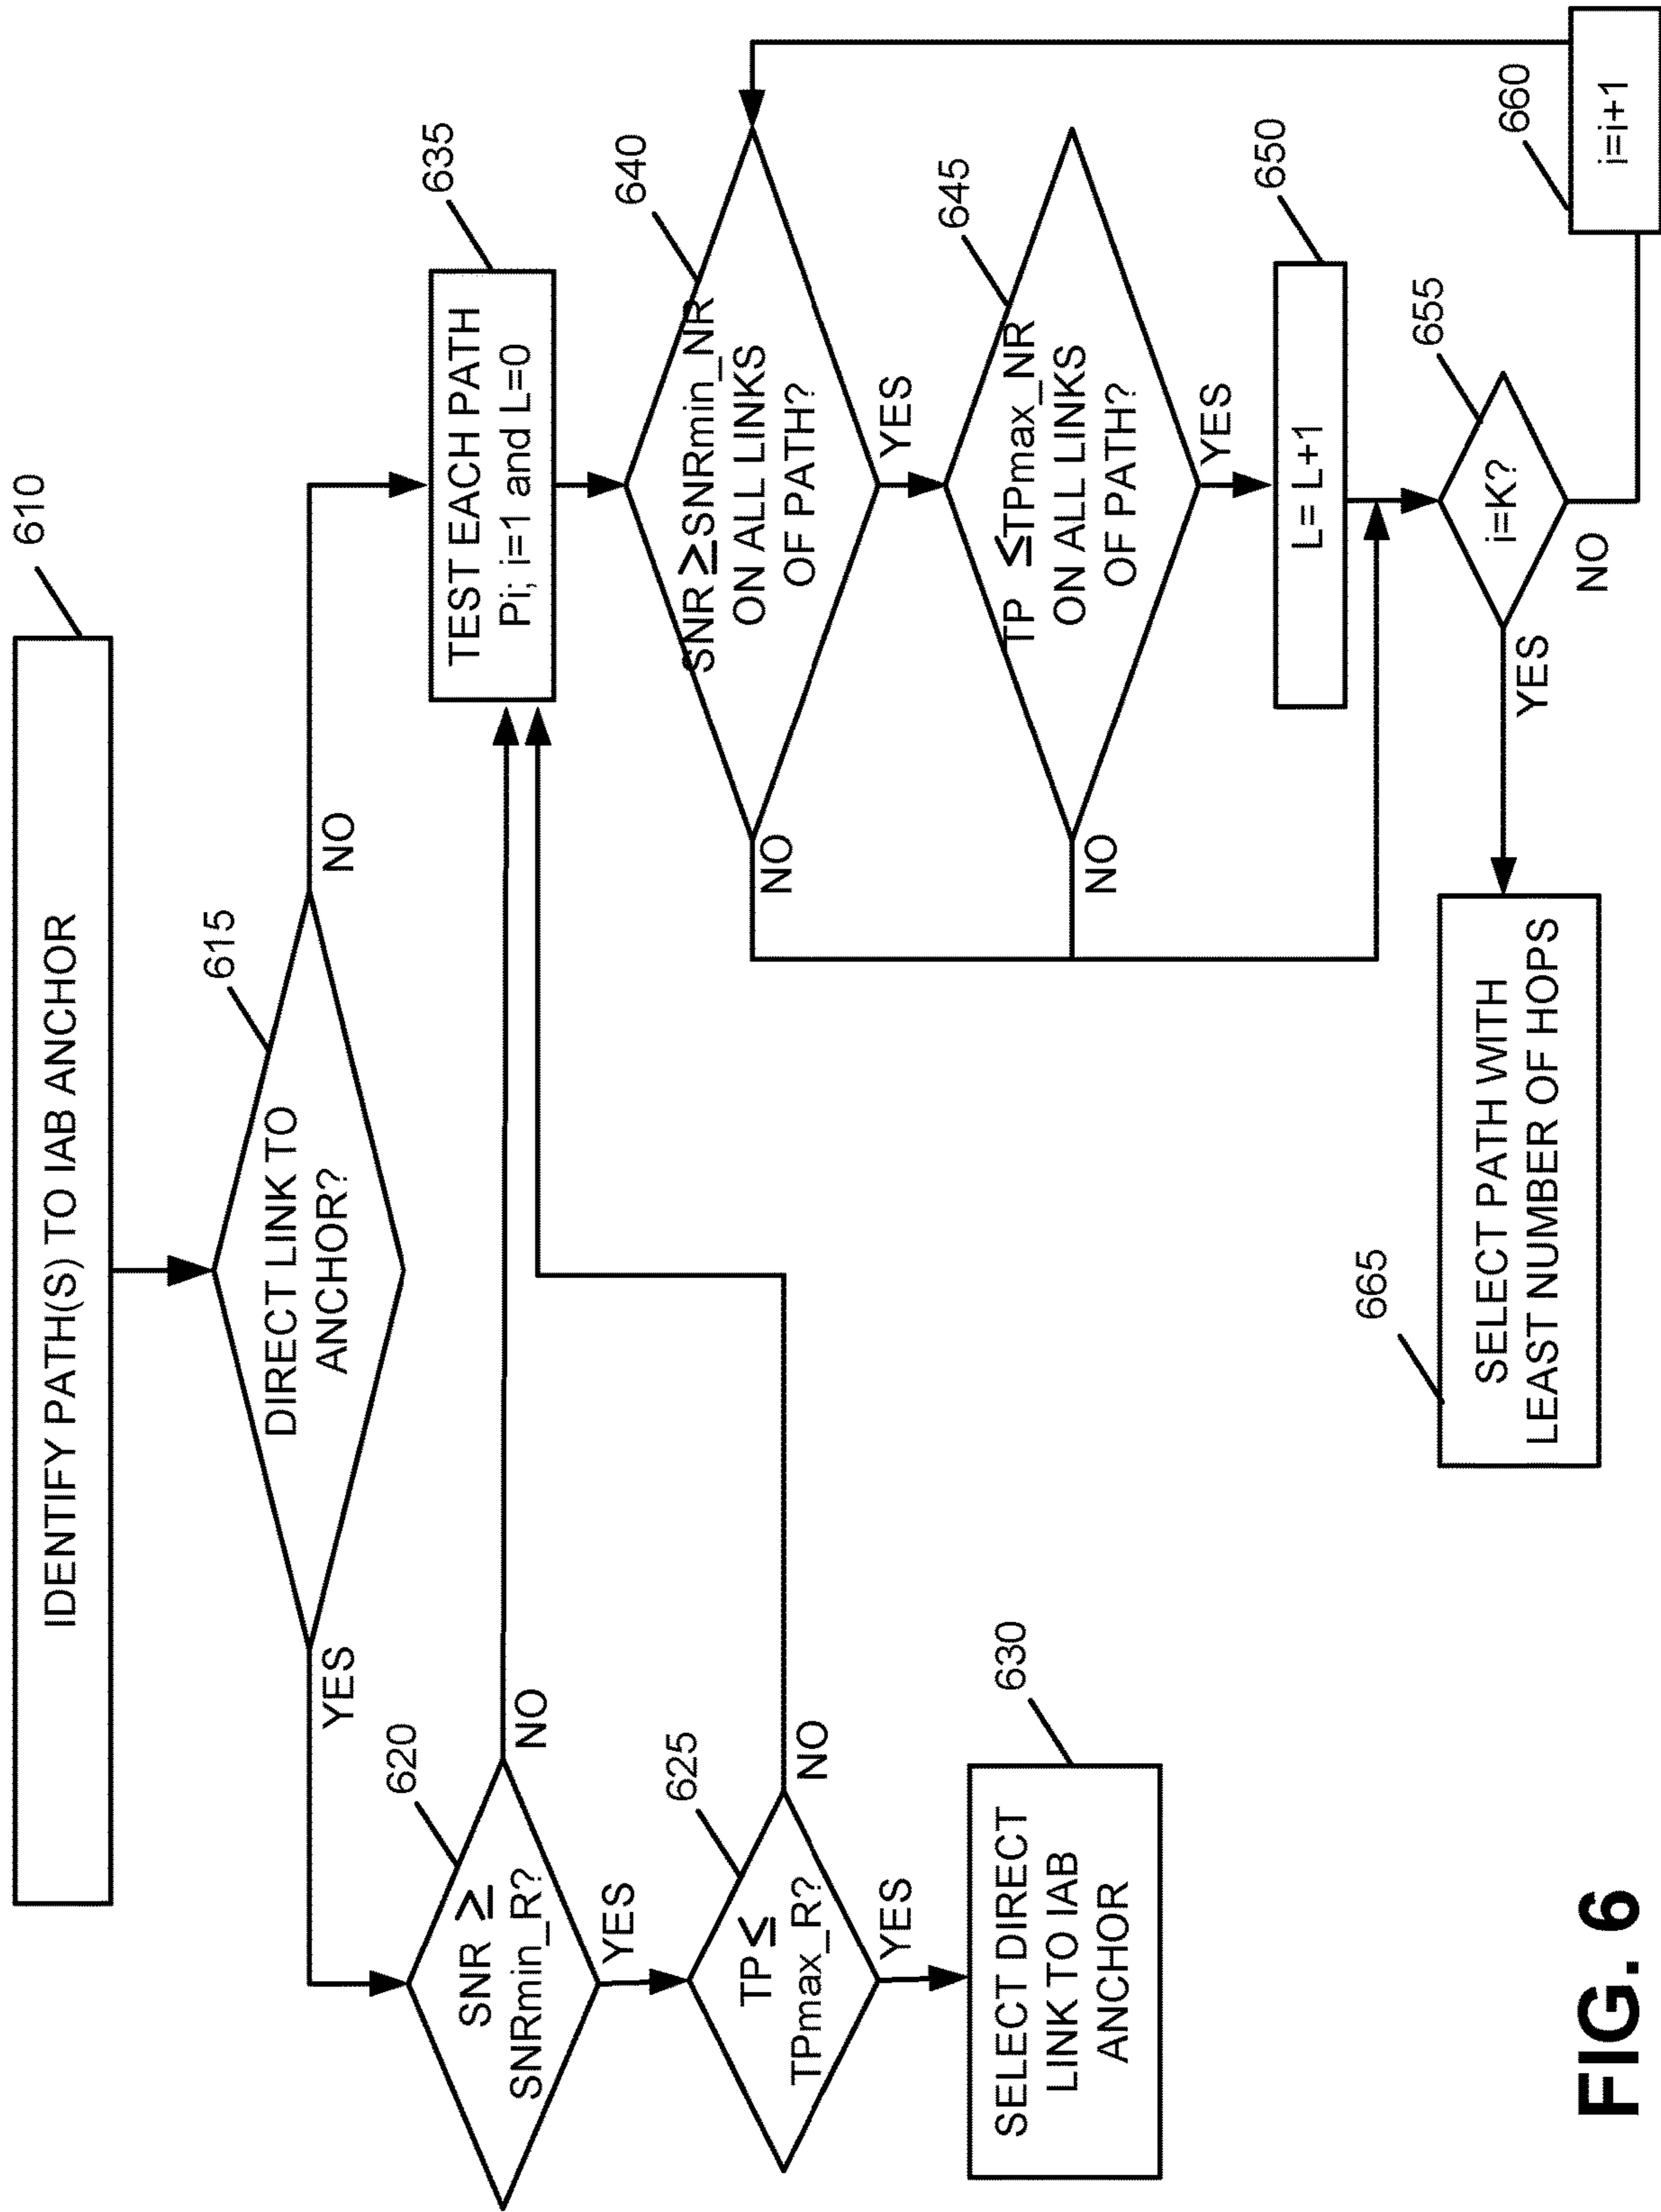 610
IDENTIFY PATH(S) TO IAB ANCHOR
615
DIRECT LINK TO
ANCHOR?
YES
NO
620
SNR ≥
SNRmin_R?
NO
YES
625
TP ≤
TPmax_R?
NO
YES
630
SELECT DIRECT
LINK TO IAB
ANCHOR
635
TEST EACH PATH
Pi; i=1 and L=0
640
SNR ≥SNRmin_NR
ON ALL LINKS
OF PATH?
NO
YES
645
TP ≤TPmax_NR
ON ALL LINKS
OF PATH?
NO
YES
650
L= L+1
655
i=K?
YES
NO
660
i=i+1
665
SELECT PATH WITH
LEAST NUMBER OF HOPS
FIG. 6